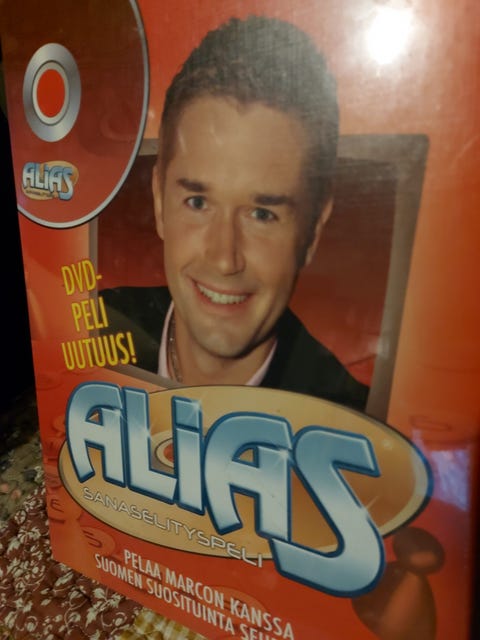 ALiAS
DVD-
PELI
UUTUUS!
ALiAS
SANASELITYSPELI
PELAA MARCON KANSSA
SUOMEN SUOSITUINTA